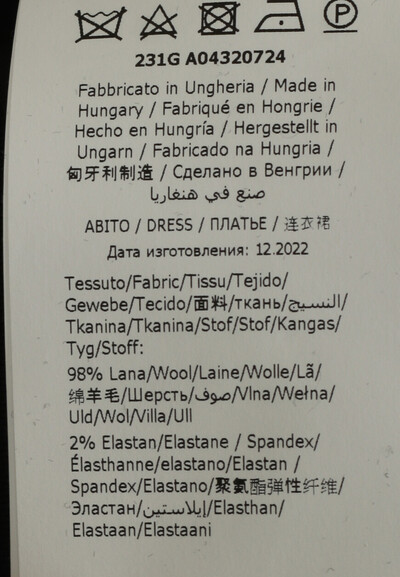 P
231G A04320724
Fabbricato in Ungheria / Made in
Hungary / Fabriqué en Hongrie /
Hecho en Hungría / Hergestellt in
Ungarn / Fabricado na Hungria /
匈牙利制造 / Сделано в Венгрии /
صنع في هنغاريا
ABITO / DRESS / ПЛАТЬЕ / 连衣裙
Дата изготовления: 12.2022
Tessuto/Fabric/Tissu/Tejido/
Gewebe/Tecido/面料/ткань/النسيج/
Tkanina/Tkanina/Stof/Stof/Kangas/
Tyg/Stoff:
98% Lana/Wool/Laine/Wolle/Lã/
绵羊毛/Шерсть/صوف/Vlna/Wełna/
Uld/Wol/Villa/Ull
2% Elastan/Elastane / Spandex/
Élasthanne/elastano/Elastan /
Spandex/Elastano/聚氨酯弹性纤维/
Эластан/إيلاستين/Elasthan/
Elastaan/Elastaani